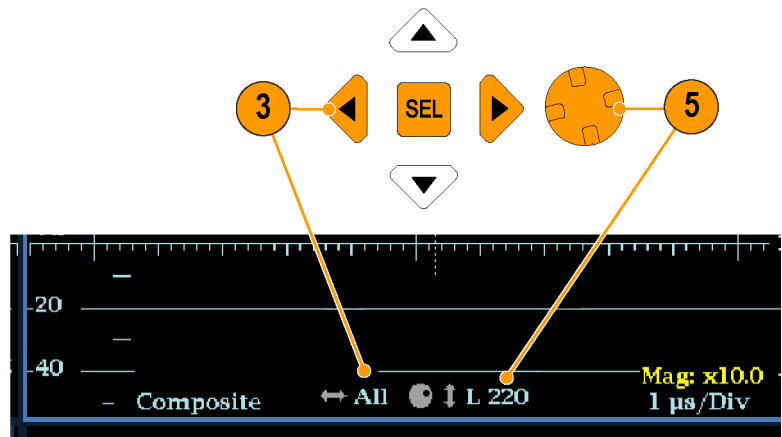 3 SEL 5
-20
-40
Mag: x10.0
– Composite ↔ All ↕ L 220 1 µs/Div